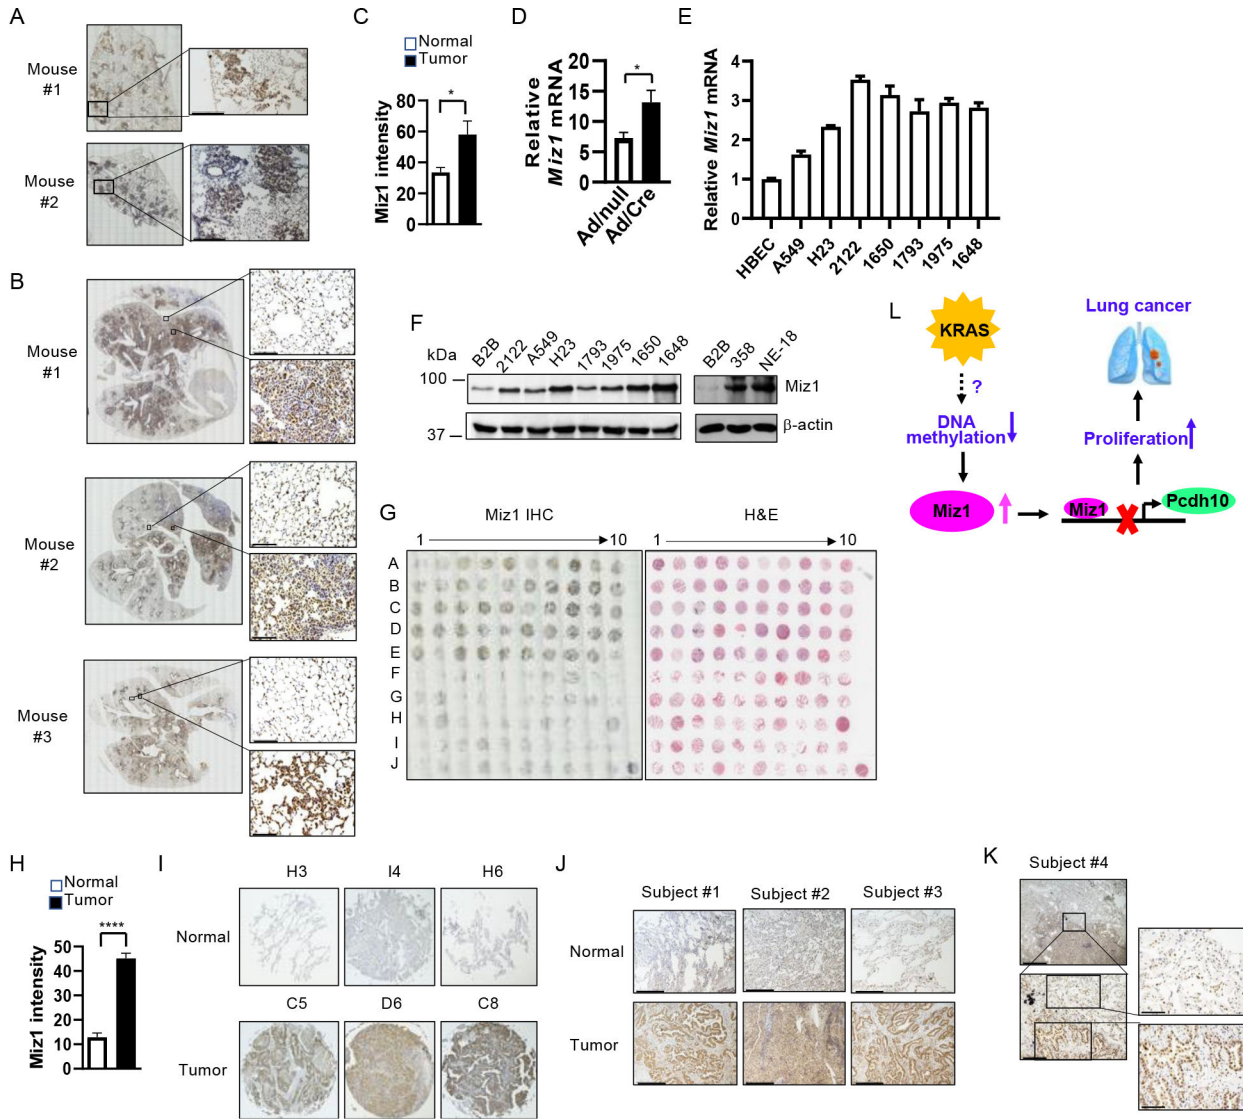 A
Mouse
#1
Mouse
#2
B
Mouse
#1
Mouse
#2
Mouse
#3
C
Normal
Tumor
Miz1 intensity
80
60
40
20
0
*
D
Relative
Miz1 mRNA
20
15
10
5
0
*
Ad/null
Ad/Cre
E
Relative Miz1 mRNA
4
3
2
1
0
HBEC
A549
H23
2122
1650
1793
1975
1648
F
kDa
100
37
B2B
2122
A549
H23
1793
1975
1650
1648
B2B
358
NE-18
Miz1
β-actin
G
Miz1 IHC
H&E
1
10
1
10
A
B
C
D
E
F
G
H
I
J
H
Normal
Tumor
Miz1 intensity
50
40
30
20
10
0
****
I
H3
I4
H6
Normal
C5
D6
C8
Tumor
J
Subject #1
Subject #2
Subject #3
Normal
Tumor
K
Subject #4
L
KRAS
?
DNA
methylation
Miz1
Miz1
Pcdh10
Proliferation
Lung cancer